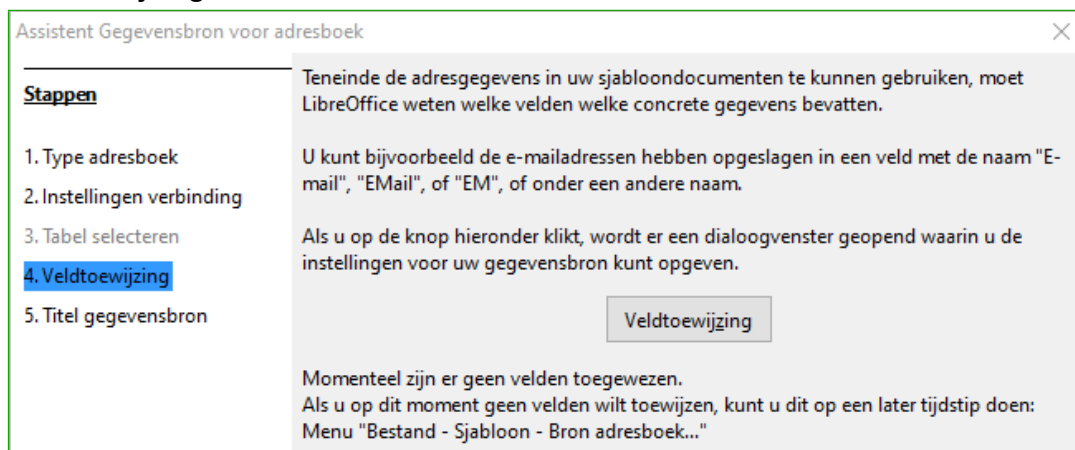 Assistent Gegevensbron voor adresboek
Stappen
1. Type adresboek
2. Instellingen verbinding
3. Tabel selecteren
4. Veldtoewijzing
5. Titel gegevensbron
Teneinde de adresgegevens in uw sjabloondocumenten te kunnen gebruiken, moet
LibreOffice weten welke velden welke concrete gegevens bevatten.
U kunt bijvoorbeeld de e-mailadressen hebben opgeslagen in een veld met de naam "E-
mail", "EMail", of "EM", of onder een andere naam.
Als u op de knop hieronder klikt, wordt er een dialoogvenster geopend waarin u de
instellingen voor uw gegevensbron kunt opgeven.
Veldtoewijzing
Momenteel zijn er geen velden toegewezen.
Als u op dit moment geen velden wilt toewijzen, kunt u dit op een later tijdstip doen:
Menu "Bestand - Sjabloon - Bron adresboek..."